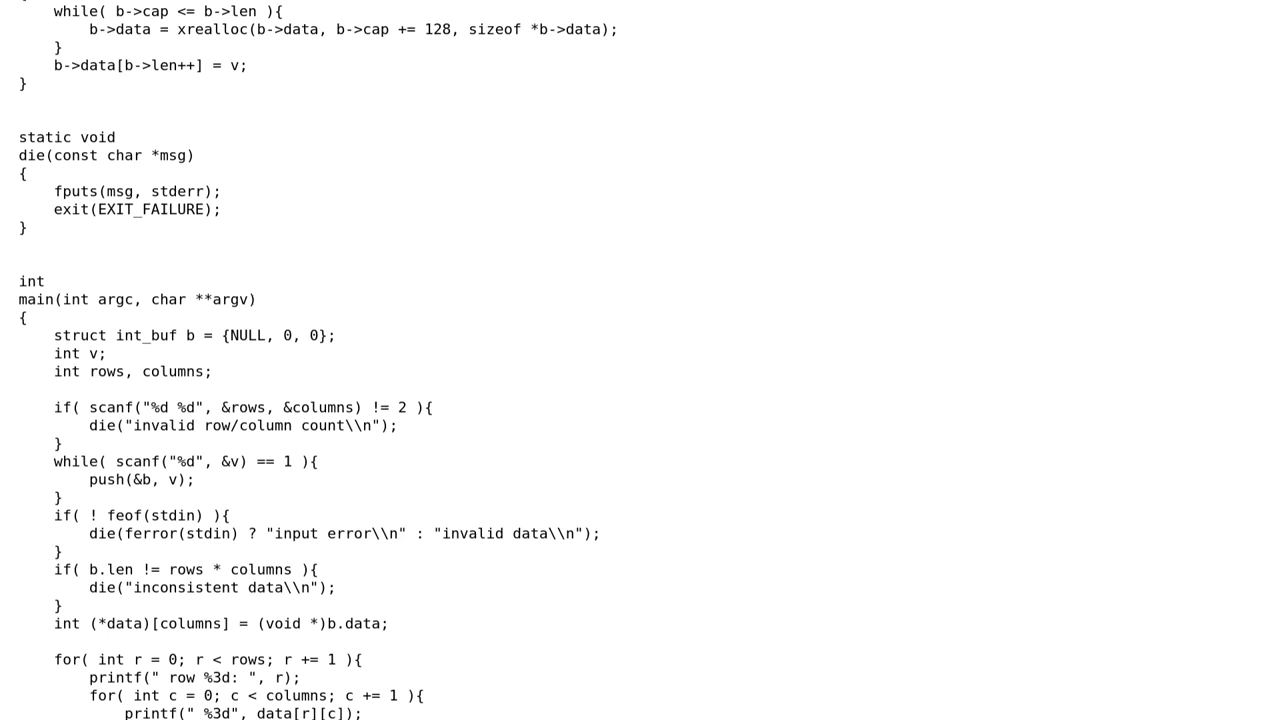 while( b->cap <= b->len ){
        b->data = xrealloc(b->data, b->cap += 128, sizeof *b->data);
    }
    b->data[b->len++] = v;
}


static void
die(const char *msg)
{
    fputs(msg, stderr);
    exit(EXIT_FAILURE);
}


int
main(int argc, char **argv)
{
    struct int_buf b = {NULL, 0, 0};
    int v;
    int rows, columns;

    if( scanf("%d %d", &rows, &columns) != 2 ){
        die("invalid row/column count\\n");
    }
    while( scanf("%d", &v) == 1 ){
        push(&b, v);
    }
    if( ! feof(stdin) ){
        die(ferror(stdin) ? "input error\\n" : "invalid data\\n");
    }
    if( b.len != rows * columns ){
        die("inconsistent data\\n");
    }
    int (*data)[columns] = (void *)b.data;

    for( int r = 0; r < rows; r += 1 ){
        printf(" row %3d: ", r);
        for( int c = 0; c < columns; c += 1 ){
            printf(" %3d", data[r][c]);